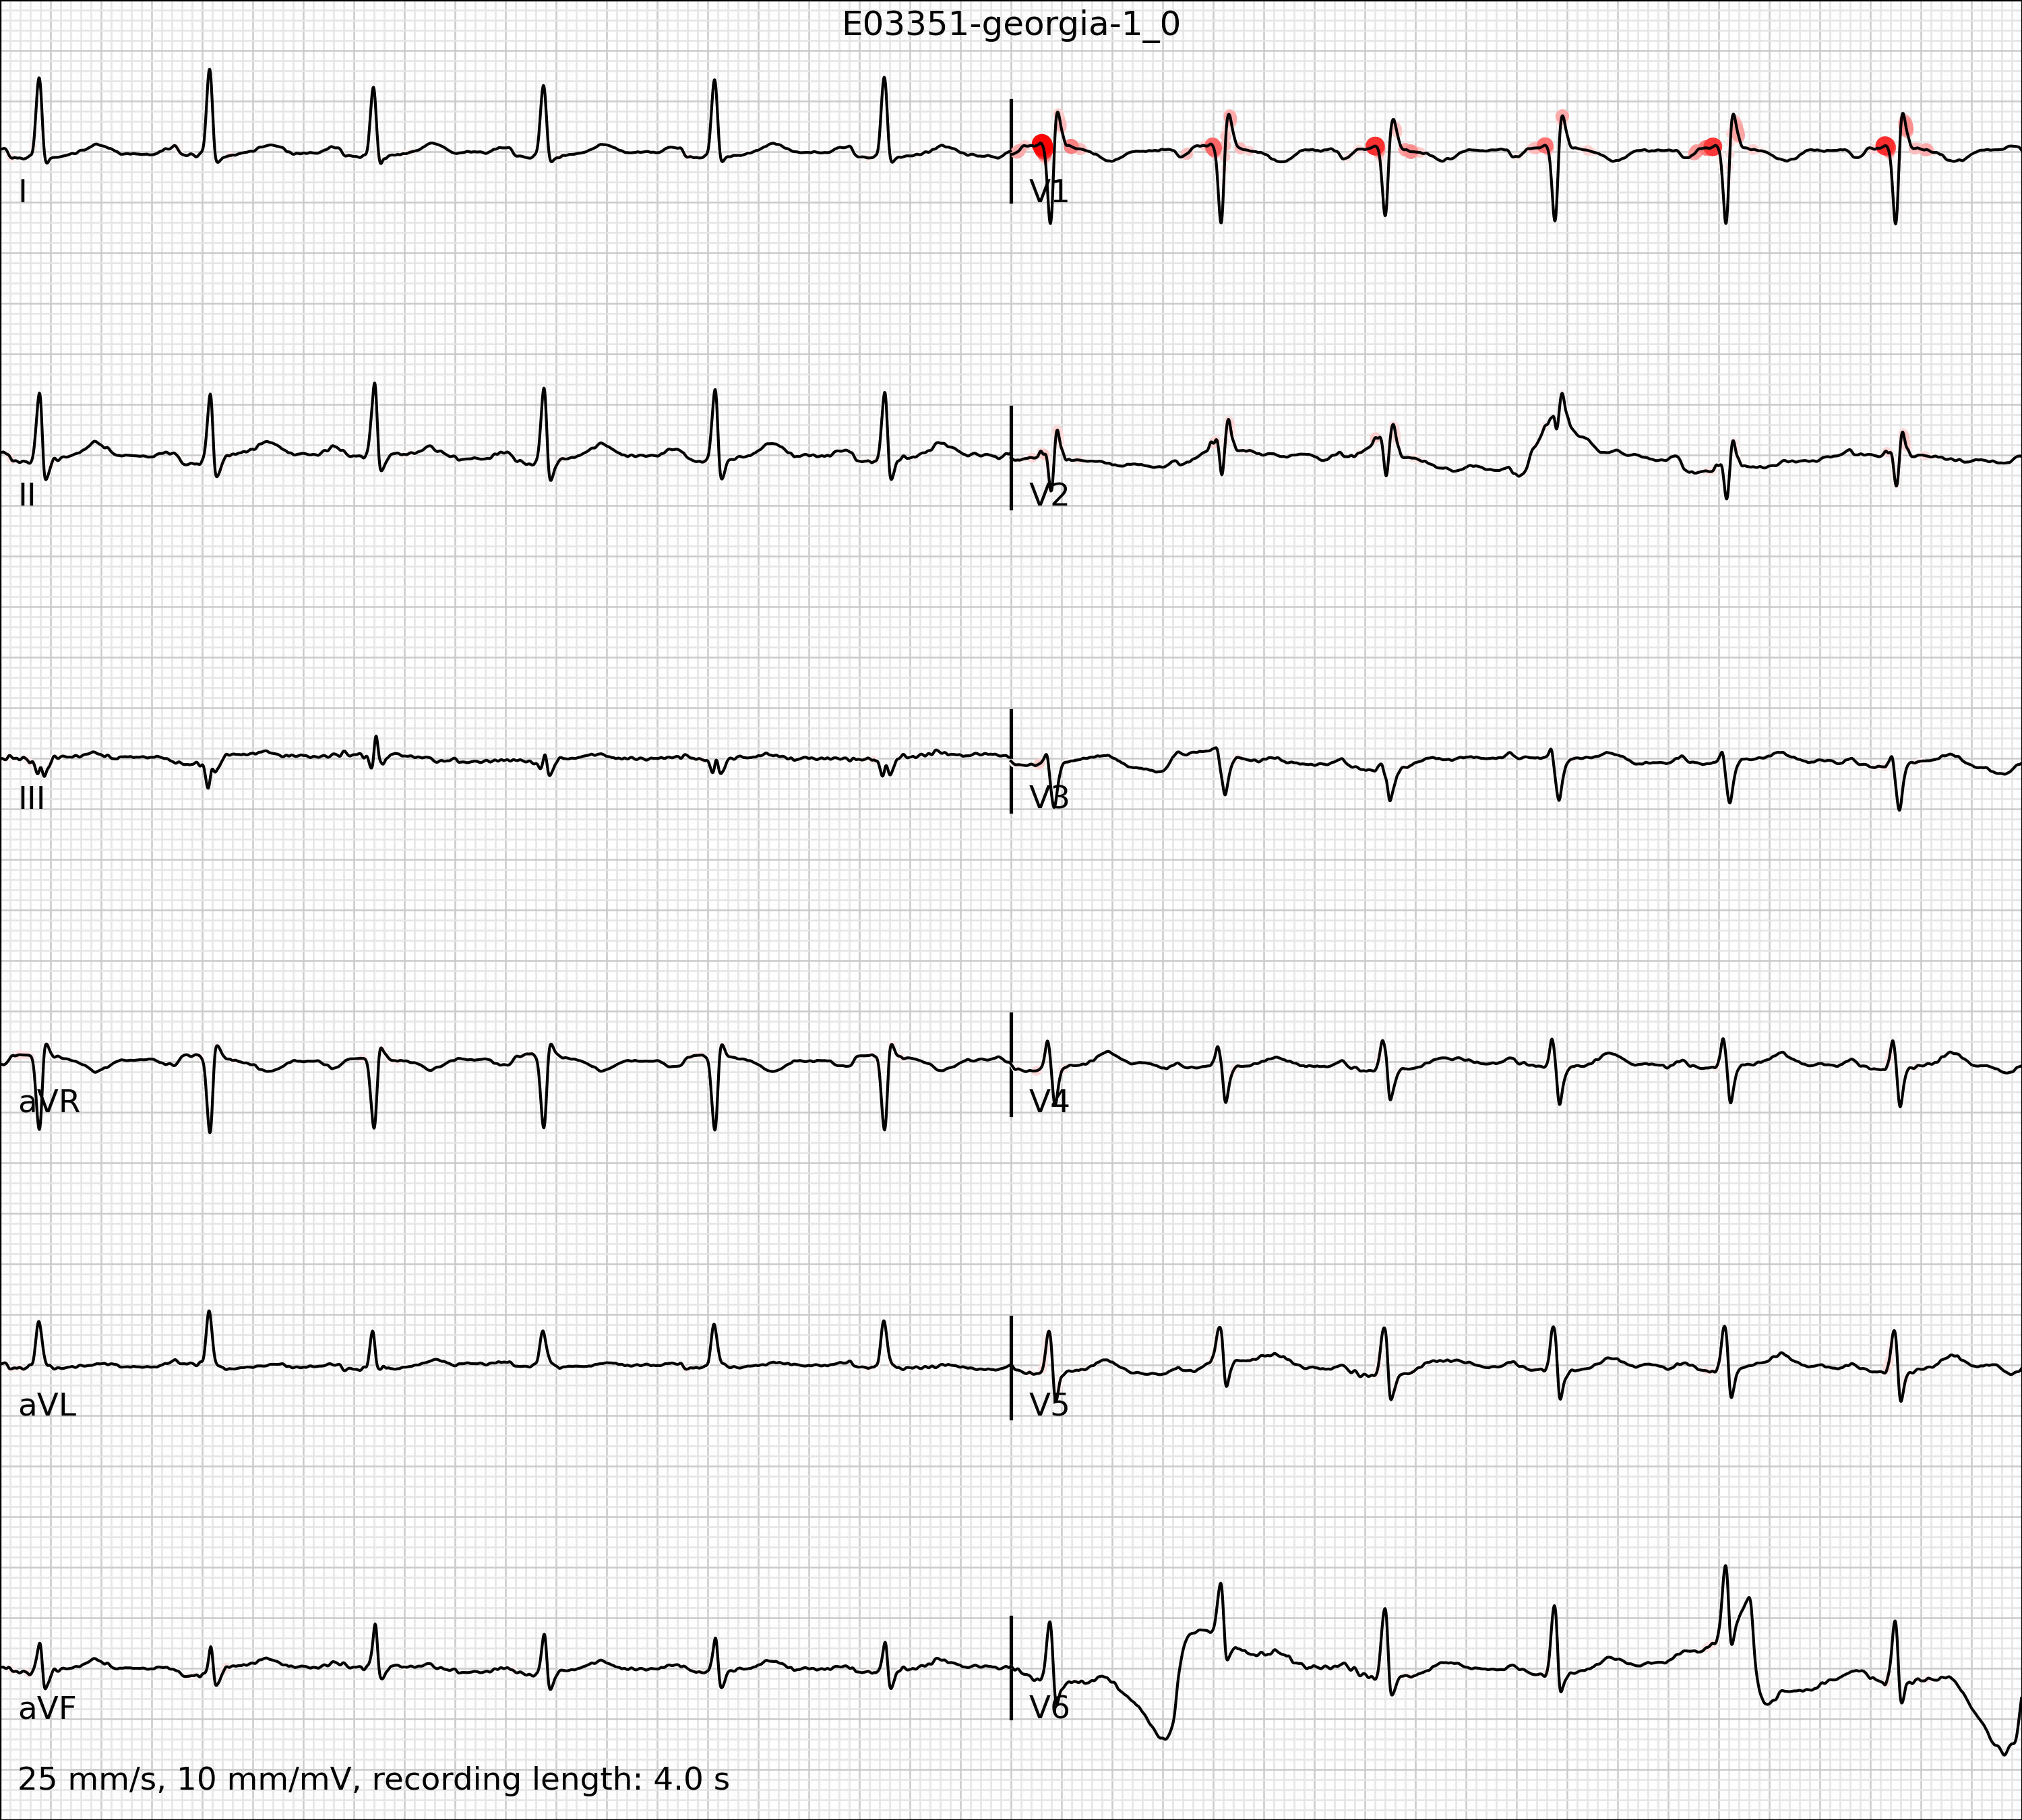 E03351-georgia-1_0
I
V1
II
V2
III
V3
aVR
V4
aVL
V5
aVF
V6
25 mm/s, 10 mm/mV, recording length: 4.0 s